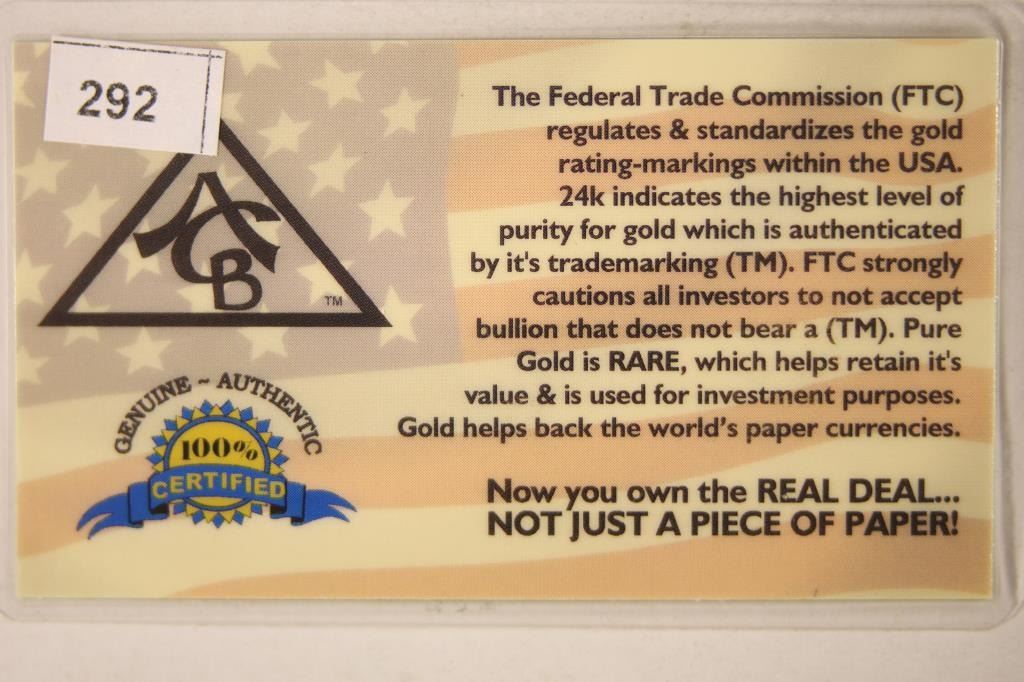 292
ACB
TM
GENUINE ~ AUTHENTIC
100%
CERTIFIED
The Federal Trade Commission (FTC)
regulates & standardizes the gold
rating-markings within the USA.
24k indicates the highest level of
purity for gold which is authenticated
by it's trademarking (TM). FTC strongly
cautions all investors to not accept
bullion that does not bear a (TM). Pure
Gold is RARE, which helps retain it's
value & is used for investment purposes.
Gold helps back the world's paper currencies.
Now you own the REAL DEAL...
NOT JUST A PIECE OF PAPER!